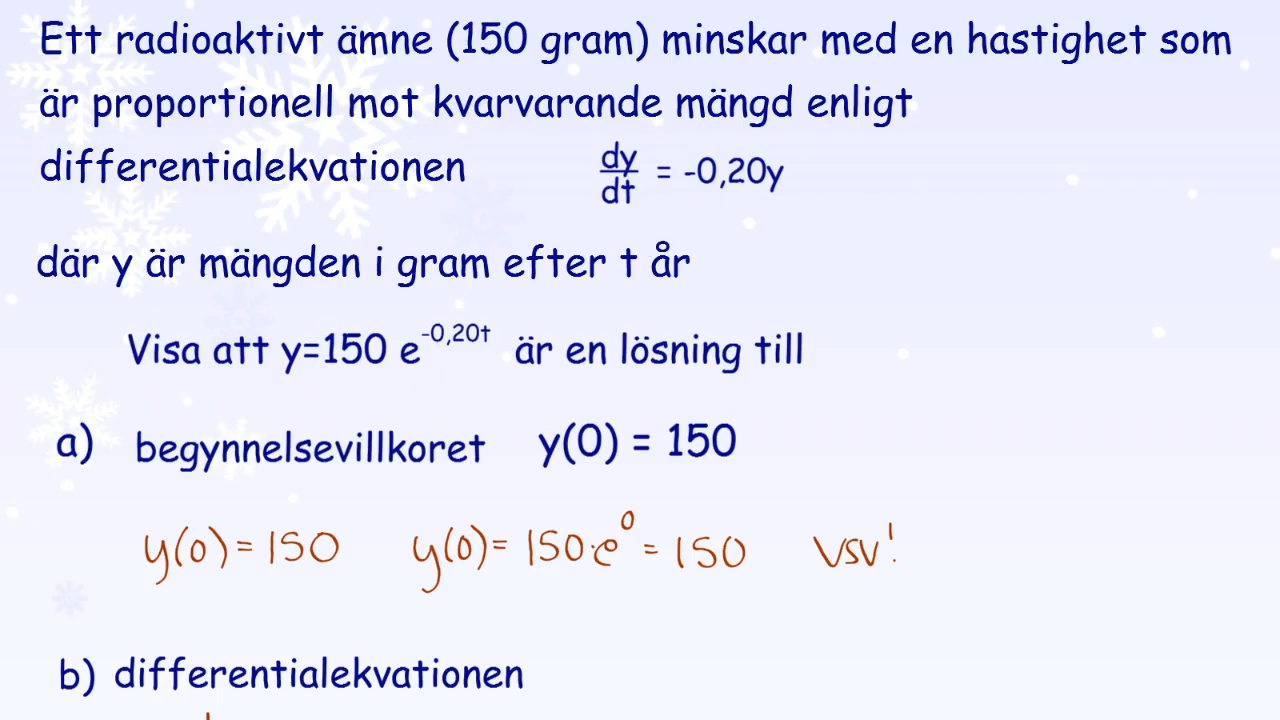 Ett radioaktivt ämne (150 gram) minskar med en hastighet som
är proportionell mot kvarvarande mängd enligt
differentialekvationen dy/dt = -0,20y
där y är mängden i gram efter t år
Visa att y=150 e^-0,20t är en lösning till
a) begynnelsevillkoret y(0) = 150
y(0) = 150 y(0) = 150·e^0 = 150 VSV!
b) differentialekvationen